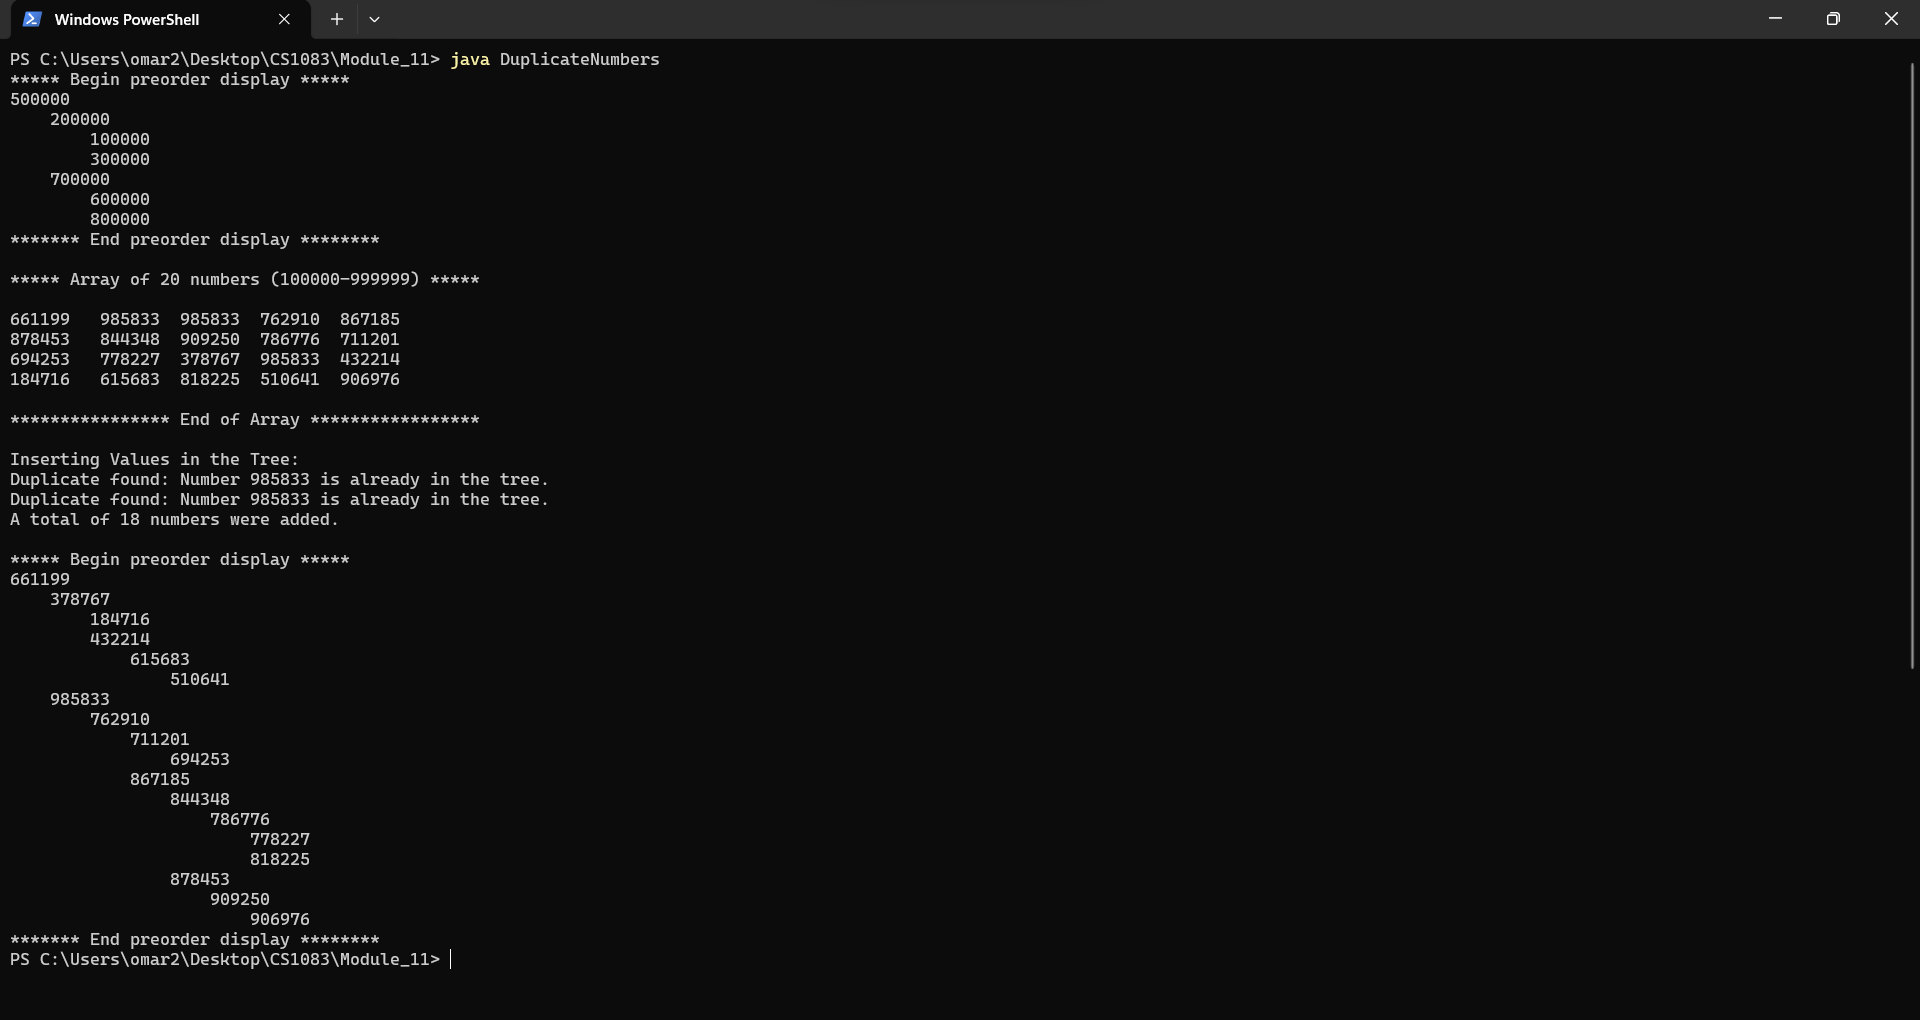 Windows PowerShell
PS C:\Users\omar2\Desktop\CS1083\Module_11> java DuplicateNumbers
***** Begin preorder display *****
500000
    200000
        100000
        300000
    700000
        600000
        800000
******* End preorder display ********

***** Array of 20 numbers (100000-999999) *****

661199   985833  985833  762910  867185
878453   844348  909250  786776  711201
694253   778227  378767  985833  432214
184716   615683  818225  510641  906976

**************** End of Array *****************

Inserting Values in the Tree:
Duplicate found: Number 985833 is already in the tree.
Duplicate found: Number 985833 is already in the tree.
A total of 18 numbers were added.

***** Begin preorder display *****
661199
    378767
        184716
        432214
            615683
                510641
    985833
        762910
            711201
                694253
            867185
                844348
                    786776
                        778227
                        818225
                878453
                    909250
                        906976
******* End preorder display ********
PS C:\Users\omar2\Desktop\CS1083\Module_11>